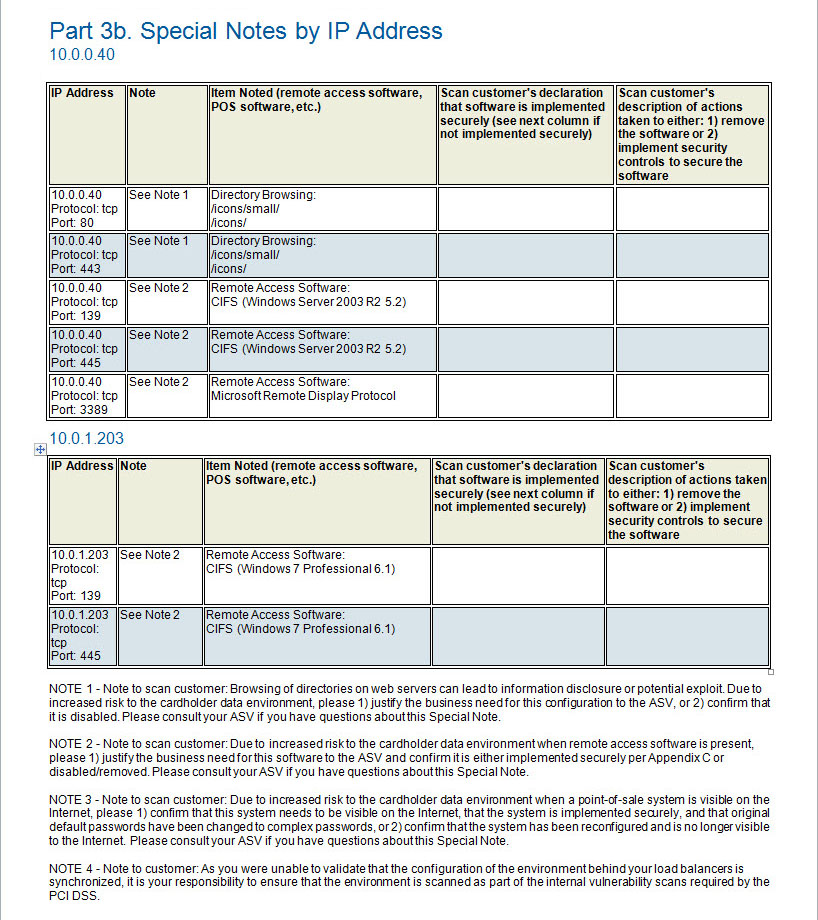 Part 3b. Special Notes by IP Address
10.0.0.40
IP Address Note Item Noted (remote access software, POS software, etc.) Scan customer's declaration that software is implemented securely (see next column if not implemented securely) Scan customer's description of actions taken to either: 1) remove the software or 2) implement security controls to secure the software
10.0.0.40 See Note 1 Directory Browsing:
Protocol: tcp /icons/small/
Port: 80 /icons/
10.0.0.40 See Note 1 Directory Browsing:
Protocol: tcp /icons/small/
Port: 443 /icons/
10.0.0.40 See Note 2 Remote Access Software:
Protocol: tcp CIFS (Windows Server 2003 R2 5.2)
Port: 139
10.0.0.40 See Note 2 Remote Access Software:
Protocol: tcp CIFS (Windows Server 2003 R2 5.2)
Port: 445
10.0.0.40 See Note 2 Remote Access Software:
Protocol: tcp Microsoft Remote Display Protocol
Port: 3389
10.0.1.203
IP Address Note Item Noted (remote access software, POS software, etc.) Scan customer's declaration that software is implemented securely (see next column if not implemented securely) Scan customer's description of actions taken to either: 1) remove the software or 2) implement security controls to secure the software
10.0.1.203 See Note 2 Remote Access Software:
Protocol: CIFS (Windows 7 Professional 6.1)
tcp
Port: 139
10.0.1.203 See Note 2 Remote Access Software:
Protocol: CIFS (Windows 7 Professional 6.1)
tcp
Port: 445
NOTE 1 - Note to scan customer: Browsing of directories on web servers can lead to information disclosure or potential exploit. Due to
increased risk to the cardholder data environment, please 1) justify the business need for this configuration to the ASV, or 2) confirm that
it is disabled. Please consult your ASV if you have questions about this Special Note.
NOTE 2 - Note to scan customer: Due to increased risk to the cardholder data environment when remote access software is present,
please 1) justify the business need for this software to the ASV and confirm it is either implemented securely per Appendix C or
disabled/removed. Please consult your ASV if you have questions about this Special Note.
NOTE 3 - Note to scan customer: Due to increased risk to the cardholder data environment when a point-of-sale system is visible on the
Internet, please 1) confirm that this system needs to be visible on the Internet, that the system is implemented securely, and that original
default passwords have been changed to complex passwords, or 2) confirm that the system has been reconfigured and is no longer visible
to the Internet. Please consult your ASV if you have questions about this Special Note.
NOTE 4 - Note to customer: As you were unable to validate that the configuration of the environment behind your load balancers is
synchronized, it is your responsibility to ensure that the environment is scanned as part of the internal vulnerability scans required by the
PCI DSS.